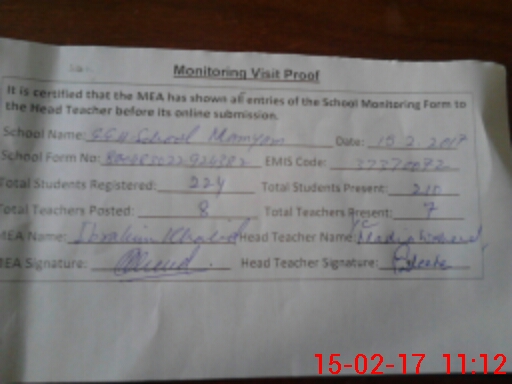 Monitoring Visit Proof
It is certified that the MEA has shown all entries of the School Monitoring Form to
the Head Teacher before its online submission.
School Name: School Date: 15.2.2017
School Form No: EMIS Code:
Total Students Registered: 224 Total Students Present: 210
Total Teachers Posted: 8 Total Teachers Present: 7
MEA Name: Ibrahim Khalid Head Teacher Name:
MEA Signature: Head Teacher Signature:
15-02-17 11:12